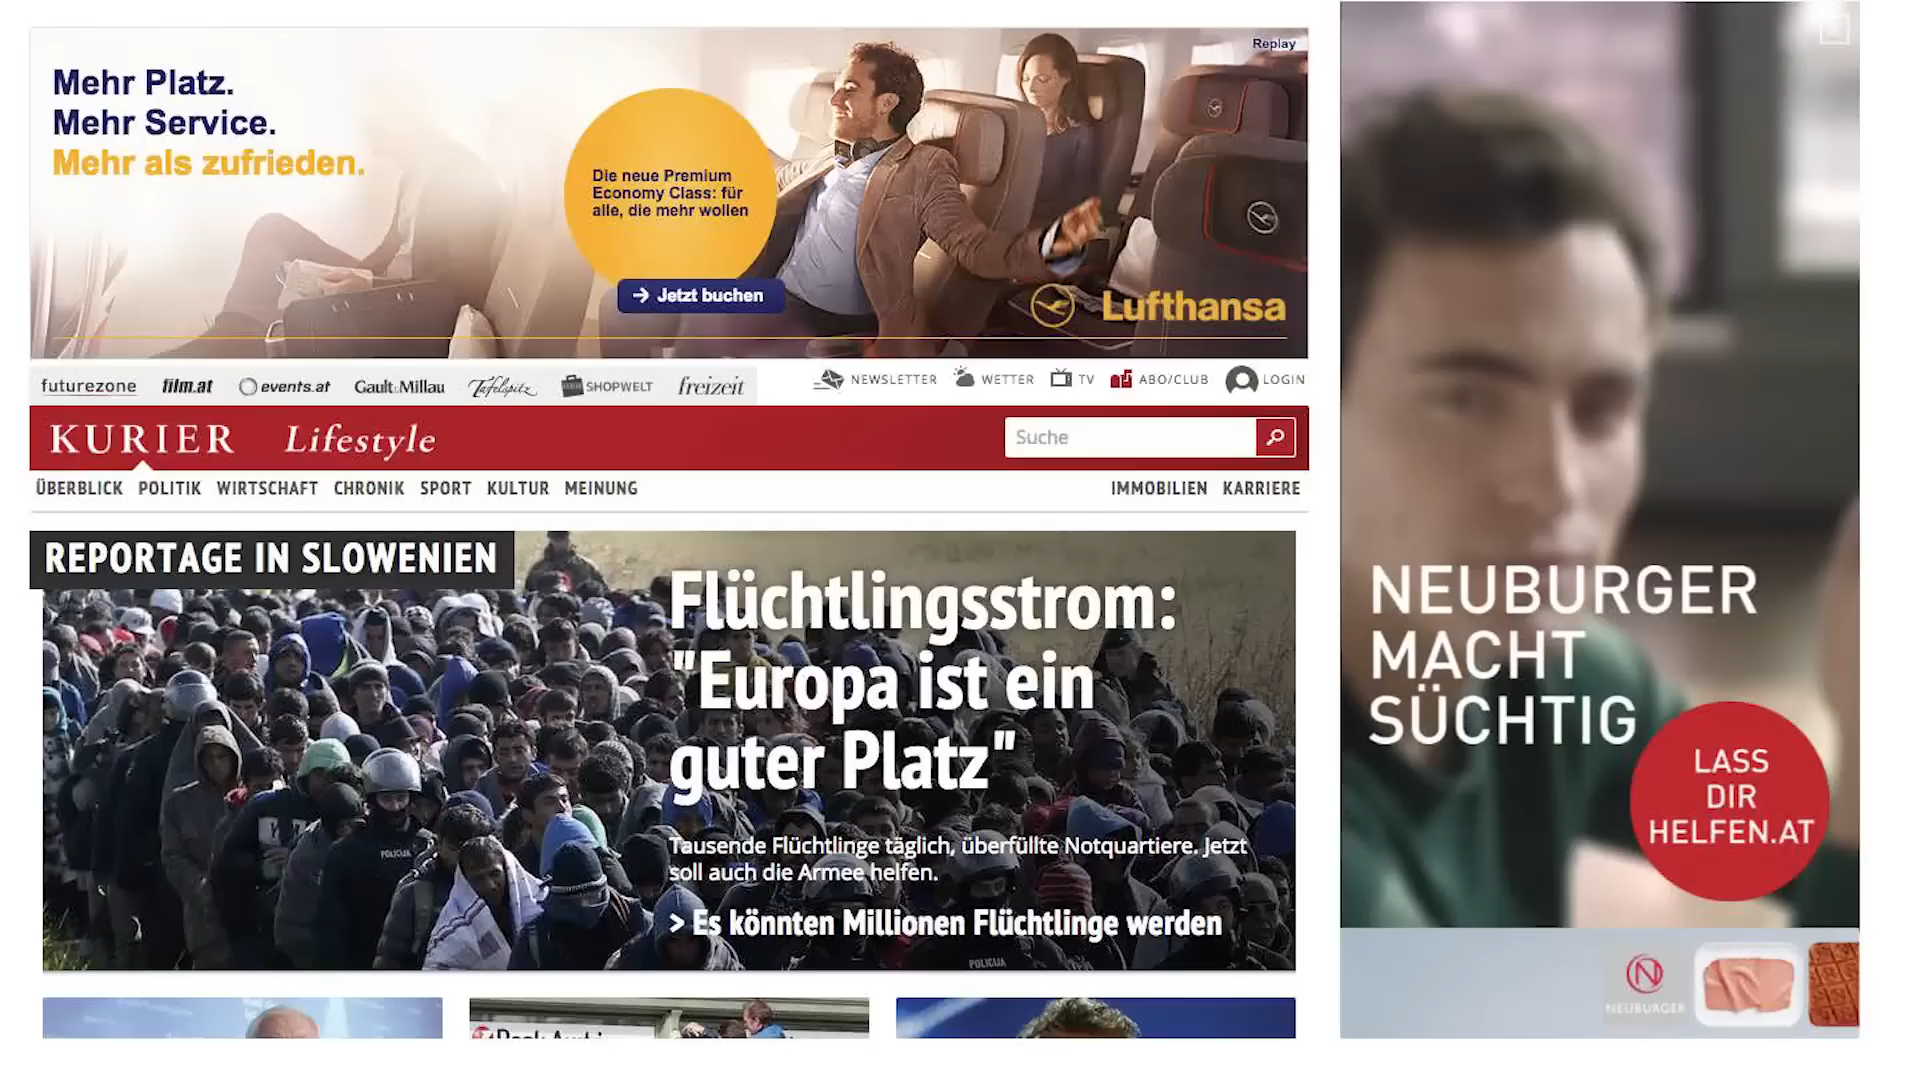 Replay
Mehr Platz.
Mehr Service.
Mehr als zufrieden.
Die neue Premium
Economy Class: für
alle, die mehr wollen
→ Jetzt buchen
Lufthansa
futurezone film.at events.at Gault&Millau Tafelspitz SHOPWELT freizeit
NEWSLETTER WETTER TV ABO/CLUB LOGIN
KURIER Lifestyle
Suche
ÜBERBLICK POLITIK WIRTSCHAFT CHRONIK SPORT KULTUR MEINUNG
IMMOBILIEN KARRIERE
REPORTAGE IN SLOWENIEN
Flüchtlingsstrom:
"Europa ist ein
guter Platz"
Tausende Flüchtlinge täglich, überfüllte Notquartiere. Jetzt
soll auch die Armee helfen.
> Es könnten Millionen Flüchtlinge werden
POLICIJA
POLICIJA
NEUBURGER
MACHT
SÜCHTIG
LASS
DIR
HELFEN.AT
NEUBURGER